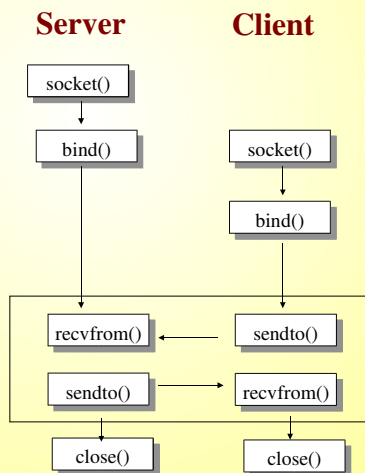 Server Client
socket()
bind()
socket()
bind()
recvfrom() sendto()
sendto() recvfrom()
close() close()